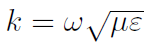 k = ω√με